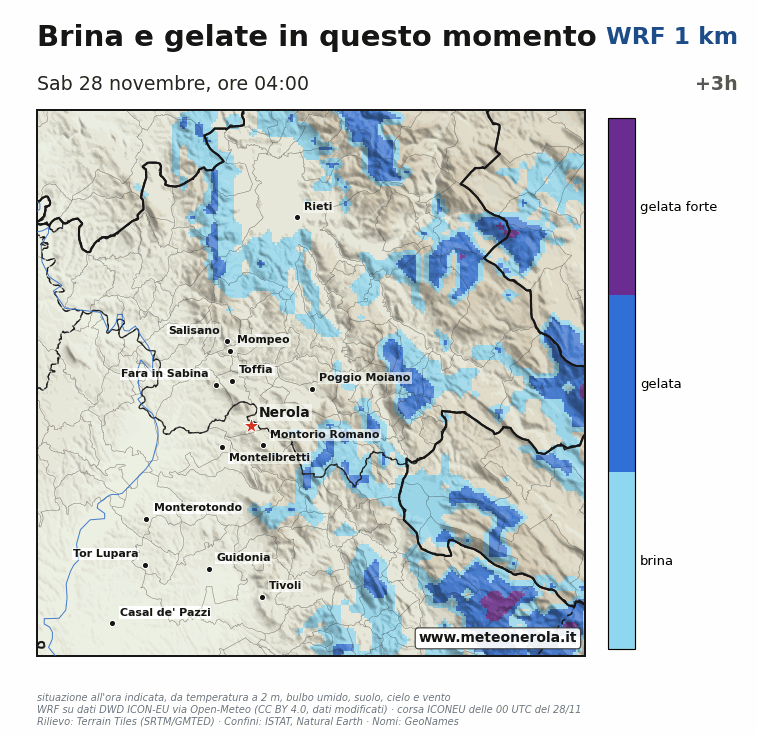 Brina e gelate in questo momento WRF 1 km
Sab 28 novembre, ore 04:00 +3h
Rieti
gelata forte
Salisano
Mompeo
Fara in Sabina
Toffia
Poggio Moiano
gelata
Nerola
Montorio Romano
Montelibretti
Monterotondo
Tor Lupara
Guidonia
brina
Tivoli
Casal de' Pazzi
www.meteonerola.it
situazione all'ora indicata, da temperatura a 2 m, bulbo umido, suolo, cielo e vento
WRF su dati DWD ICON-EU via Open-Meteo (CC BY 4.0, dati modificati) · corsa ICONEU delle 00 UTC del 28/11
Rilievo: Terrain Tiles (SRTM/GMTED) · Confini: ISTAT, Natural Earth · Nomi: GeoNames